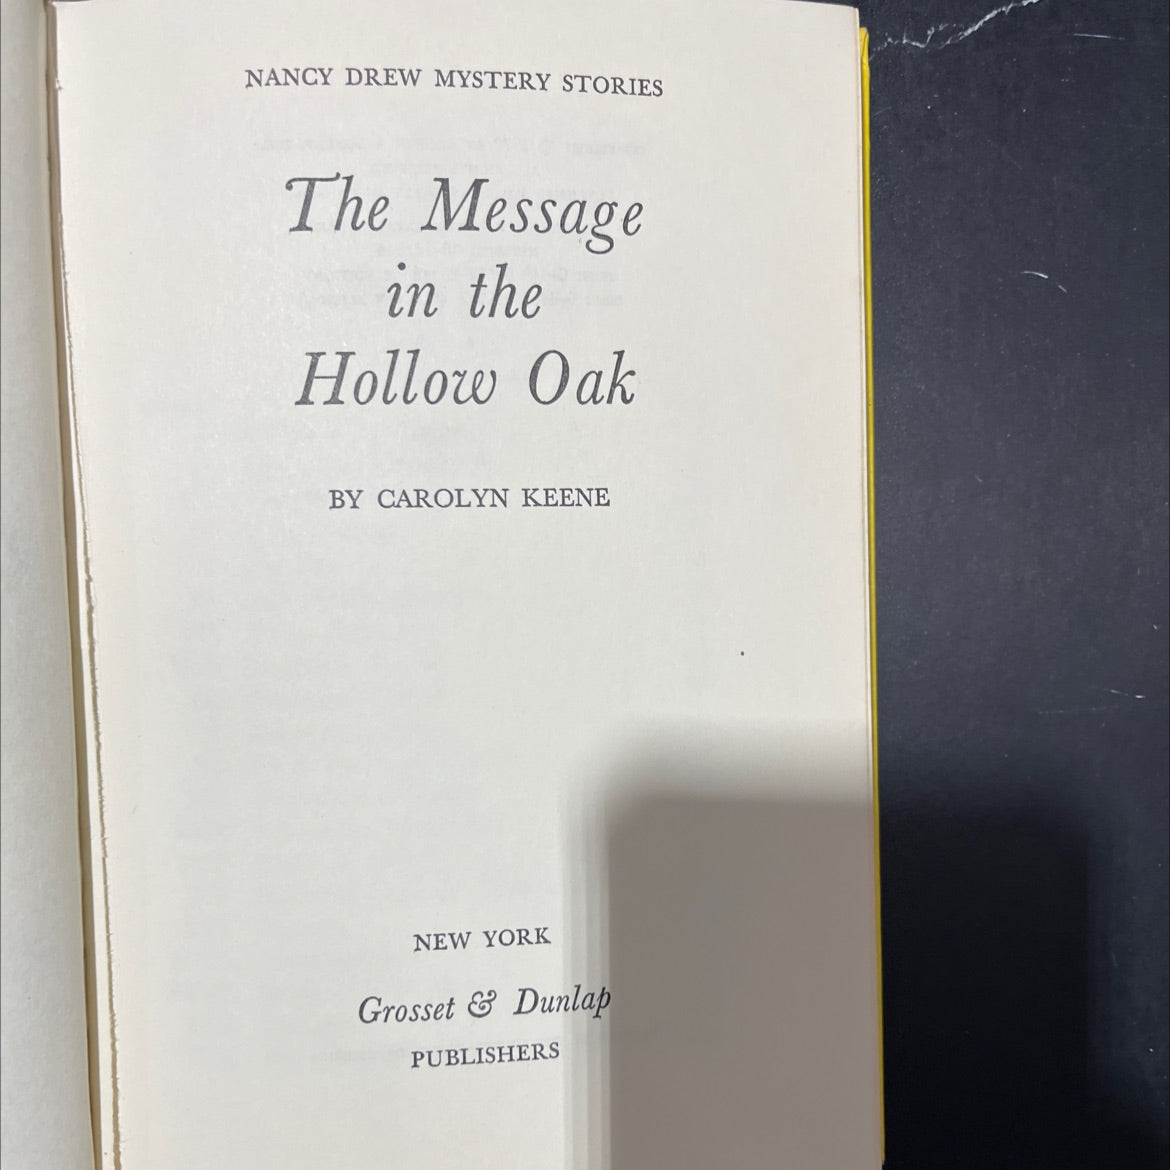 NANCY DREW MYSTERY STORIES
The Message
in the
Hollow Oak
BY CAROLYN KEENE
NEW YORK
Grosset & Dunlap
PUBLISHERS